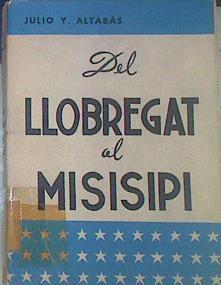 JULIO Y. ALTABÁS
Del
LLOBREGAT
al
MISISIPI